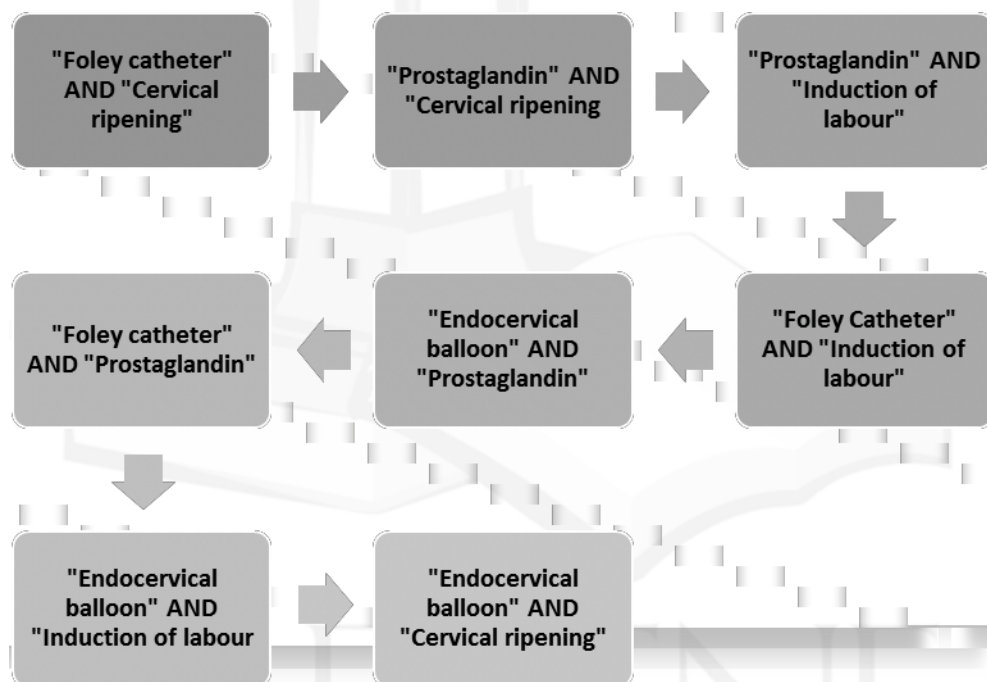 "Foley catheter"
AND "Cervical
ripening"
"Prostaglandin" AND
"Cervical ripening
"Prostaglandin" AND
"Induction of
labour"
"Foley Catheter"
AND "Induction of
labour"
"Endocervical
balloon" AND
"Prostaglandin"
"Foley catheter"
AND "Prostaglandin"
"Endocervical
balloon" AND
"Induction of labour
"Endocervical
balloon" AND
"Cervical ripening"